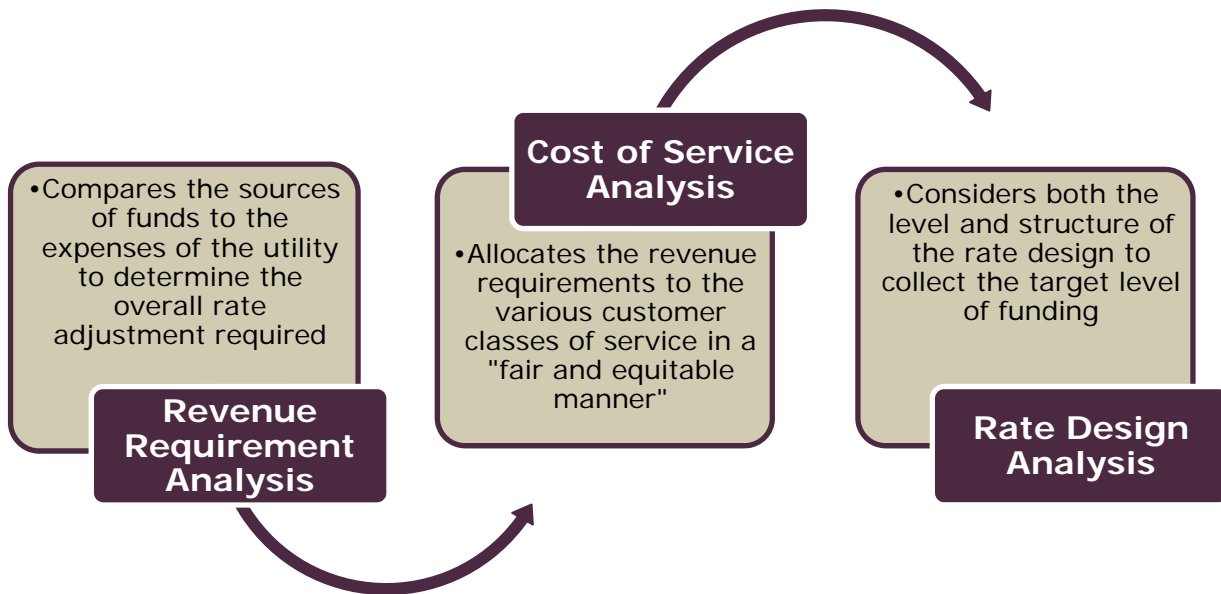 •Compares the sources
of funds to the
expenses of the utility
to determine the
overall rate
adjustment required
Revenue
Requirement
Analysis
Cost of Service
Analysis
•Allocates the revenue
requirements to the
various customer
classes of service in a
"fair and equitable
manner"
•Considers both the
level and structure of
the rate design to
collect the target level
of funding
Rate Design
Analysis